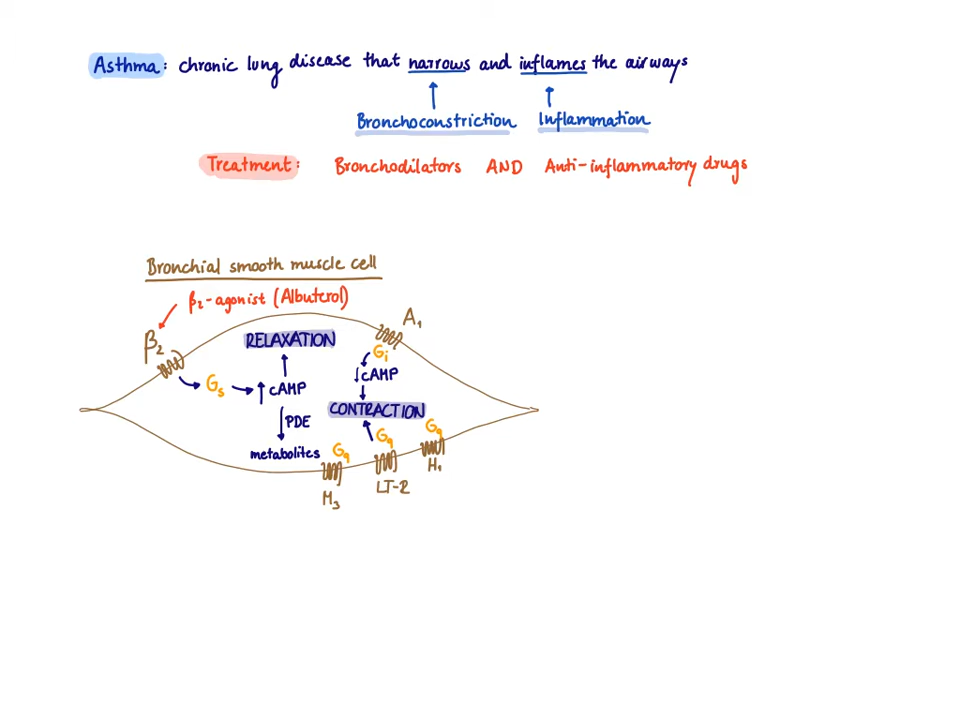 Asthma: chronic lung disease that narrows and inflames the airways
Bronchoconstriction Inflammation
Treatment: Bronchodilators AND Anti-inflammatory drugs
Bronchial smooth muscle cell
β₂-agonist (Albuterol)
A₁
β₂
RELAXATION
Gᵢ
Gₛ ↑ cAMP
↓cAMP
CONTRACTION
PDE
Gq
Gq
metabolites
Gq
M₃
LT-R
H₁